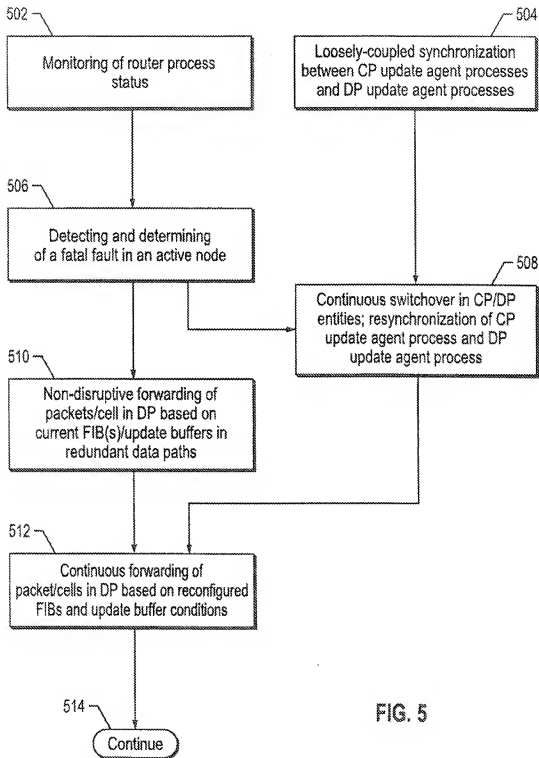 502
Monitoring of router process
status
504
Loosely-coupled synchronization
between CP update agent processes
and DP update agent processes
506
Detecting and determining
of a fatal fault in an active node
508
Continuous switchover in CP/DP
entities; resynchronization of CP
update agent process and DP
update agent process
510
Non-disruptive forwarding of
packets/cell in DP based on
current FIB(s)/update buffers in
redundant data paths
512
Continuous forwarding of
packet/cells in DP based on reconfigured
FIBs and update buffer conditions
514
Continue
FIG. 5